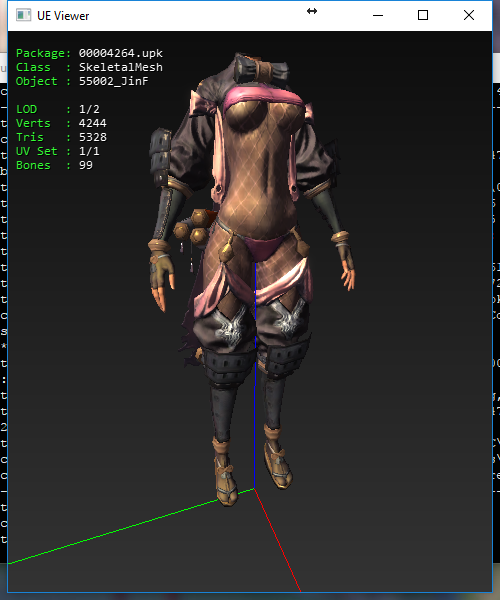 UE Viewer
Package: 00004264.upk
Class : SkeletalMesh
Object : 55002_JinF
LOD : 1/2
Verts : 4244
Tris : 5328
UV Set : 1/1
Bones : 99